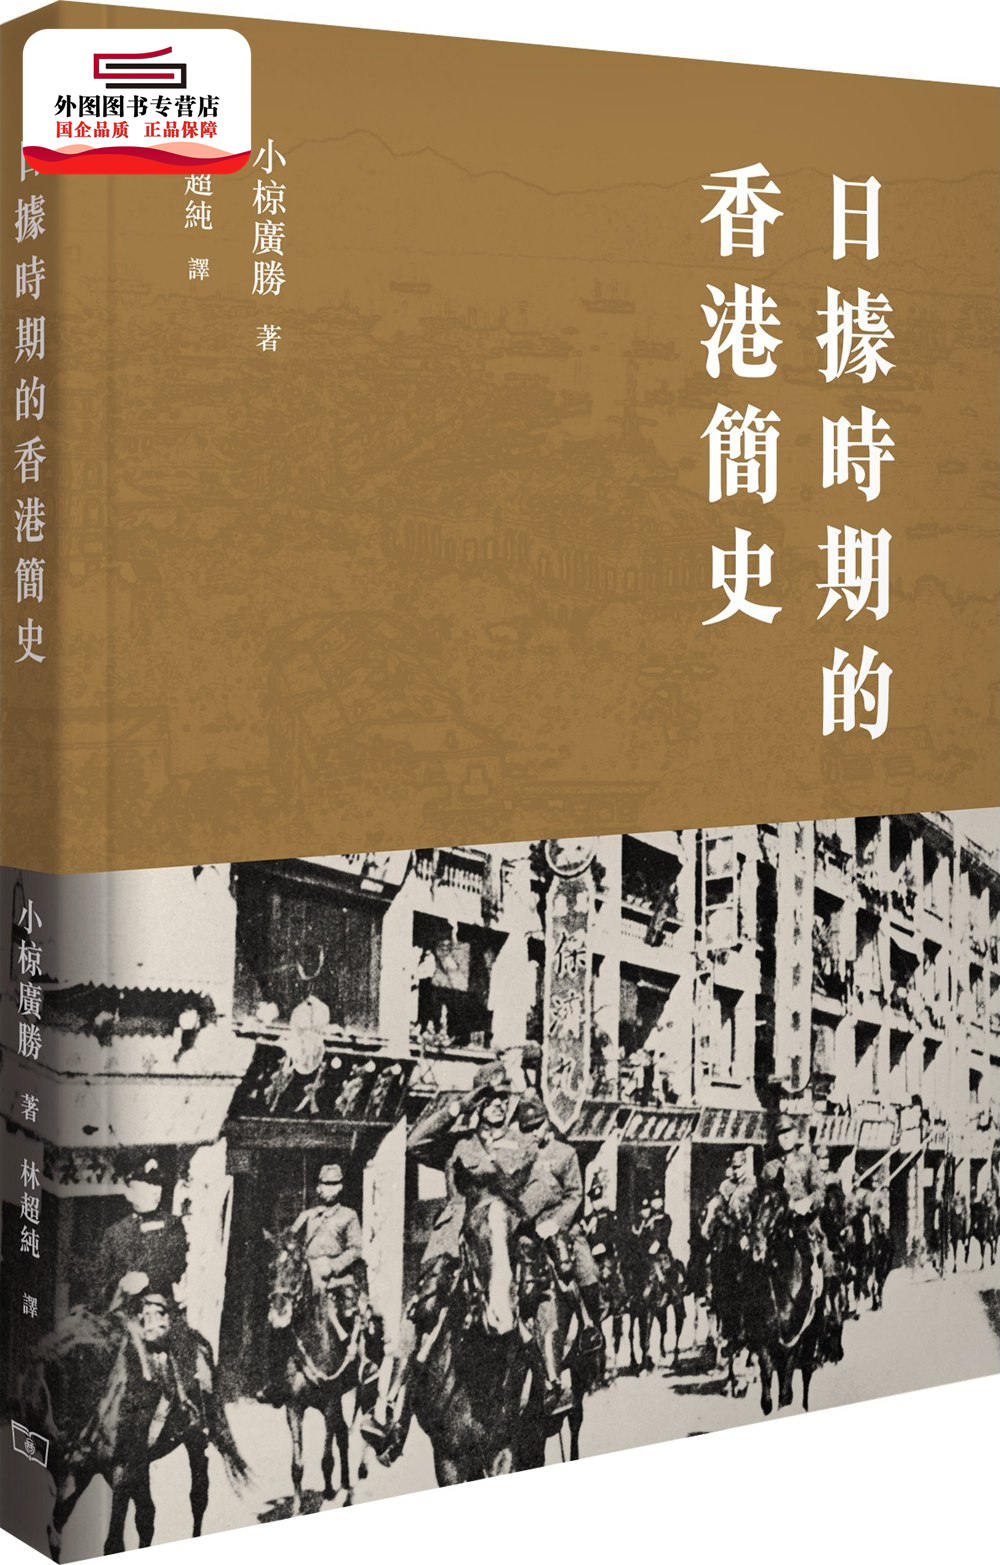 外图图书专营店
国企品质 正品保障
日據時期的
香港簡史
小椋廣勝 著
超純 譯
日據時期的香港簡史
小椋廣勝 著 林超純 譯